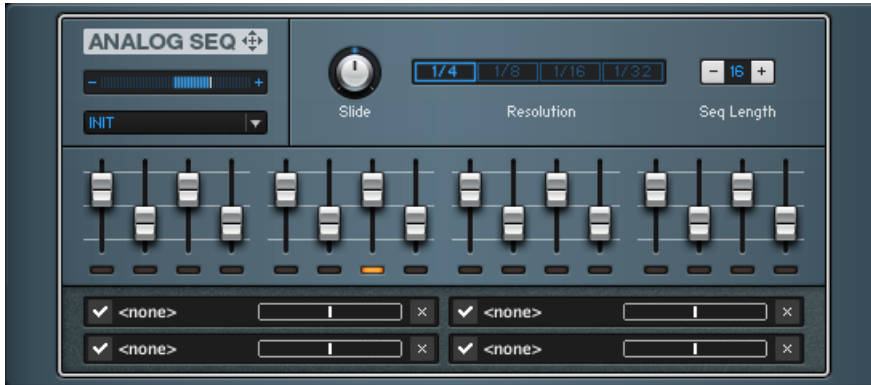 ANALOG SEQ
- +
INIT
Slide
1/4 1/8 1/16 1/32
Resolution
- 16 +
Seq Length
<none> × <none> ×
<none> × <none> ×